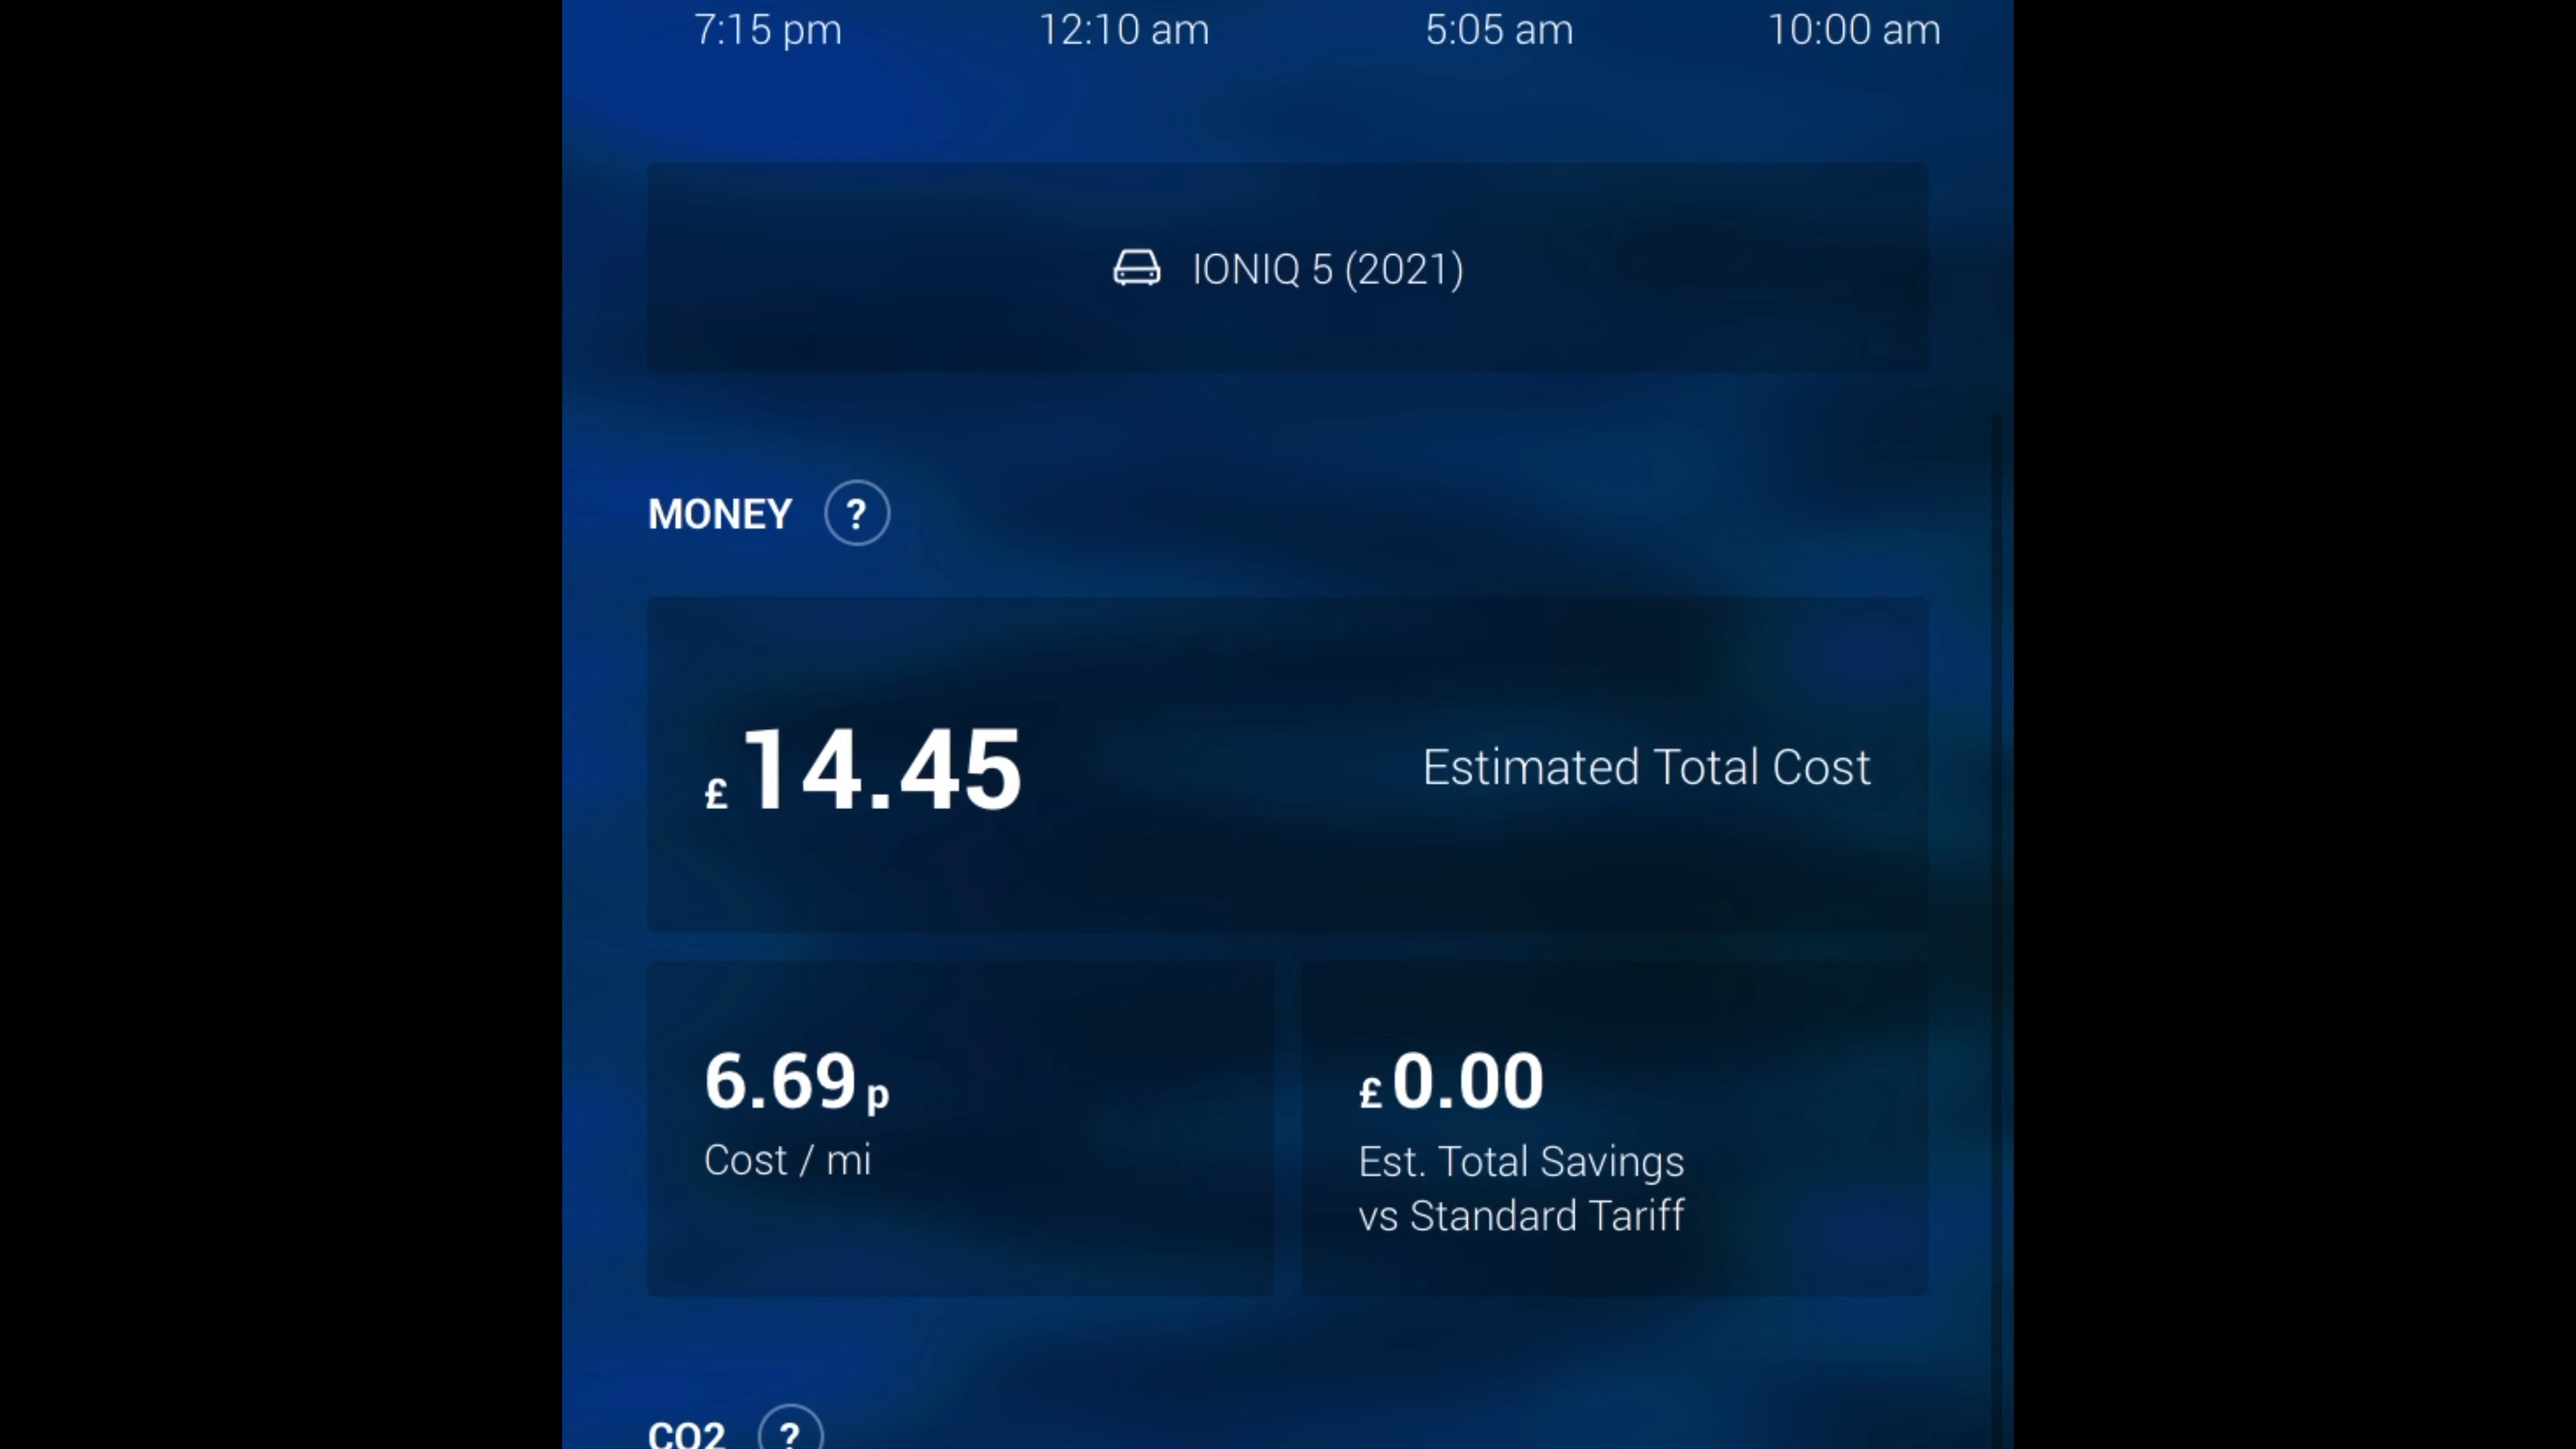 7:15 pm 12:10 am 5:05 am 10:00 am
IONIQ 5 (2021)
MONEY ?
£14.45 Estimated Total Cost
6.69p
Cost / mi
£0.00
Est. Total Savings
vs Standard Tariff
CO2 ?